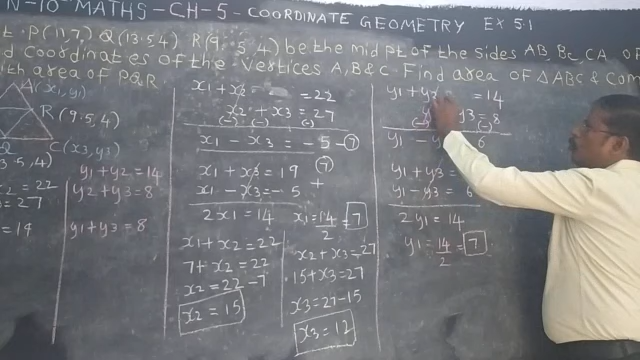 N-10 MATHS-CH-5-COORDINATE GEOMETRY EX 5.1
P(11,7) Q(13.5,4) R(9.5,4) be the mid pt of the sides AB, BC CA OF
coordinates of the vertices A, B & C. Find area of △ABC & Com
ith area of PQR
A(x1, y1)
R(9.5,4)
C(x3,y3)
5,4)
x2 = 22
= 27
= 19
y1+y2=14
y2+y3=8
y1+y3=8
x1+x2 = 22
x2+x3 = 27
(-) (-) (-)
x1 - x3 = -5 -⑦
x1+x3 = 19
x1-x3 = -5 +
⑦
2x1 = 14
x1 = 14/2 = 7
x1+x2 = 22
7+x2 = 22
x2 = 22-7
x2 = 15
x2+x3=27
15+x3=27
x3=27-15
x3 = 12
y1+y2 = 14
y3 = 8
(-)
y1 - 6
y1+y3 =
y1-y3 = 6
2y1 = 14
y1 = 14/2 = 7